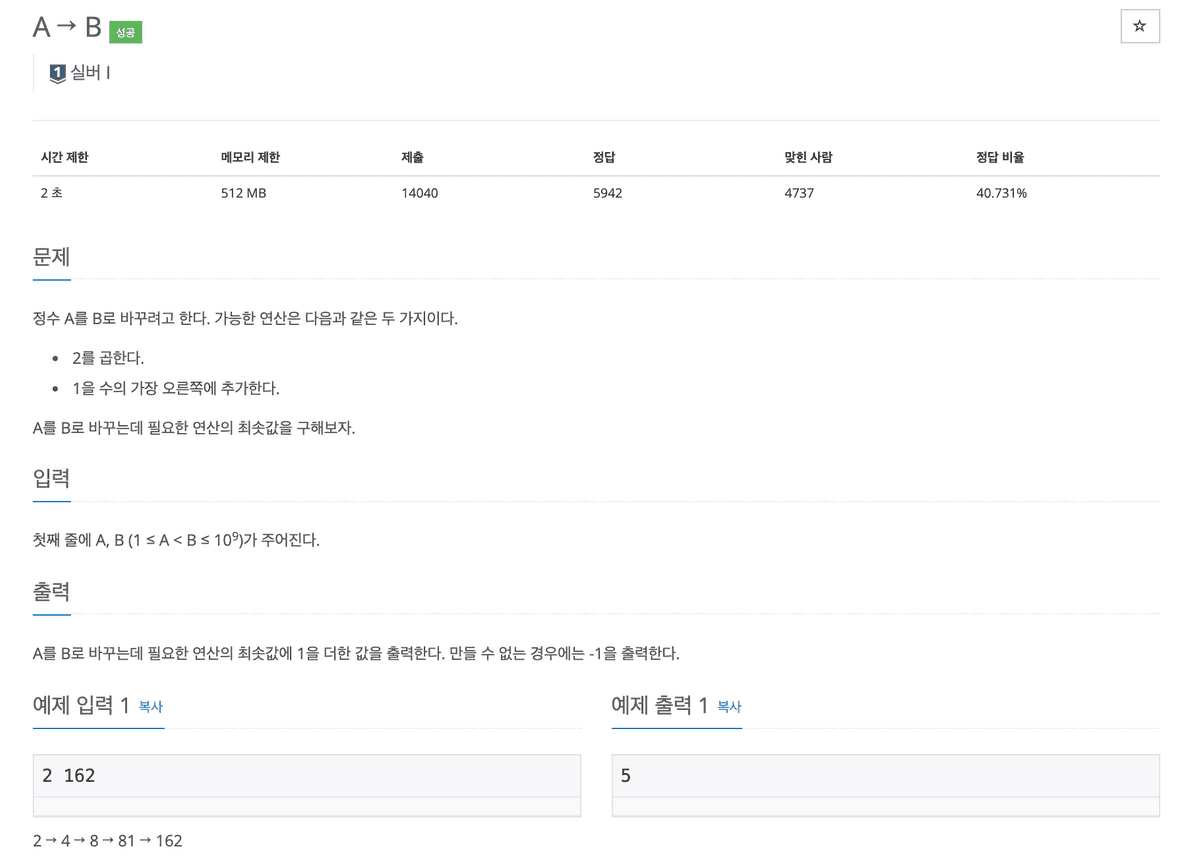 A → B 성공
1 실버 I
시간 제한 메모리 제한 제출 정답 맞힌 사람 정답 비율
2 초 512 MB 14040 5942 4737 40.731%
문제
정수 A를 B로 바꾸려고 한다. 가능한 연산은 다음과 같은 두 가지이다.
• 2를 곱한다.
• 1을 수의 가장 오른쪽에 추가한다.
A를 B로 바꾸는데 필요한 연산의 최솟값을 구해보자.
입력
첫째 줄에 A, B (1 ≤ A < B ≤ 10⁹)가 주어진다.
출력
A를 B로 바꾸는데 필요한 연산의 최솟값에 1을 더한 값을 출력한다. 만들 수 없는 경우에는 -1을 출력한다.
예제 입력 1 복사
2 162
예제 출력 1 복사
5
2 → 4 → 8 → 81 → 162